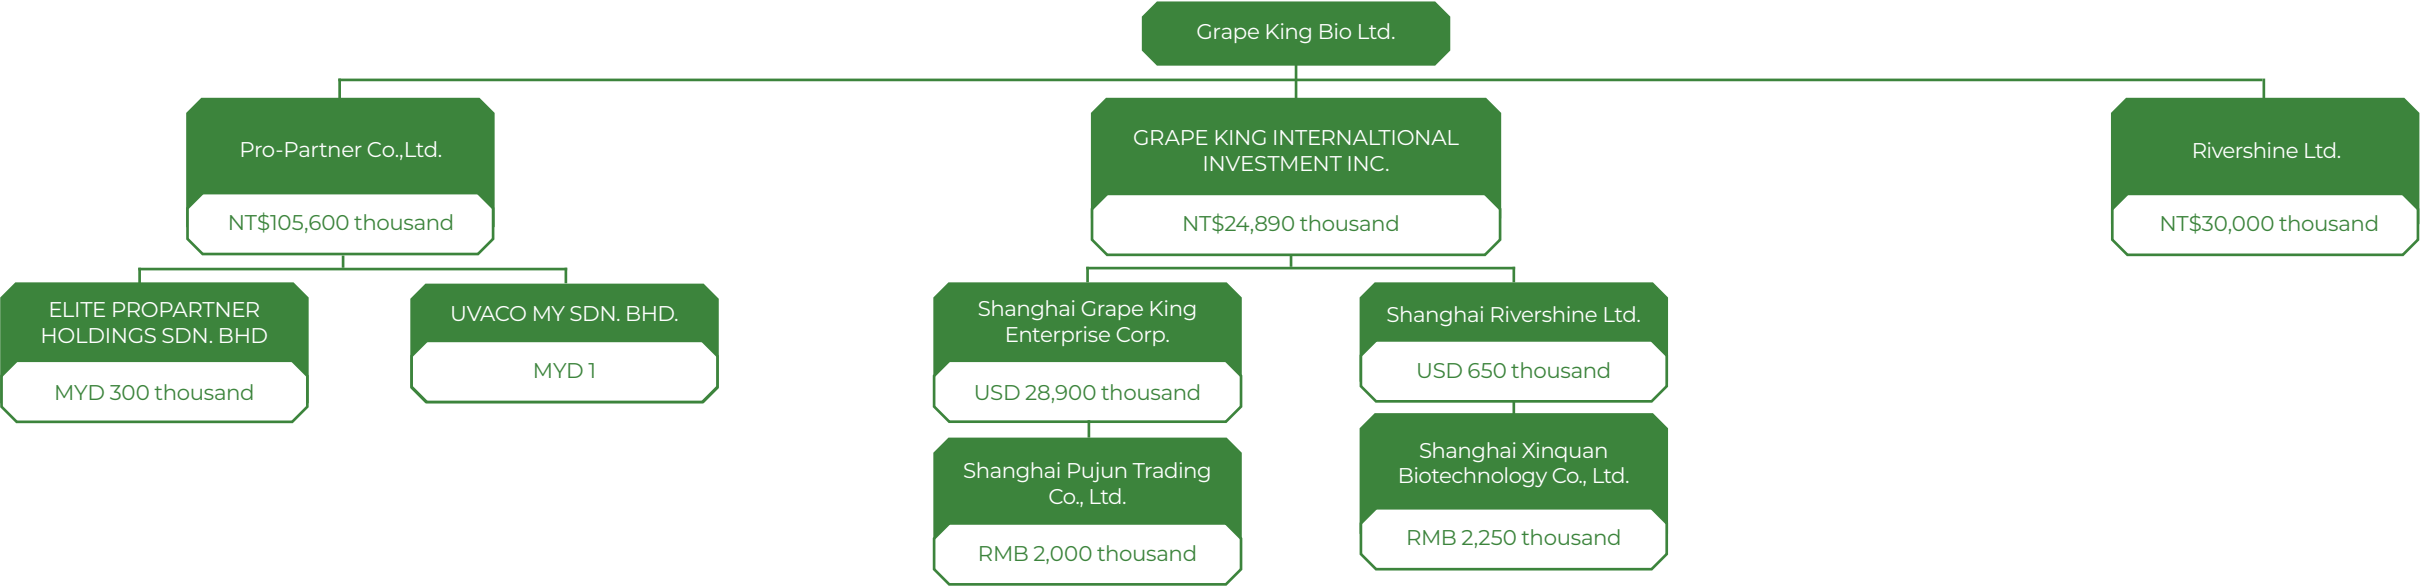 Grape King Bio Ltd.
Pro-Partner Co.,Ltd.
NT$105,600 thousand
GRAPE KING INTERNALTIONAL
INVESTMENT INC.
NT$24,890 thousand
Rivershine Ltd.
NT$30,000 thousand
ELITE PROPARTNER
HOLDINGS SDN. BHD
MYD 300 thousand
UVACO MY SDN. BHD.
MYD 1
Shanghai Grape King
Enterprise Corp.
USD 28,900 thousand
Shanghai Rivershine Ltd.
USD 650 thousand
Shanghai Pujun Trading
Co., Ltd.
RMB 2,000 thousand
Shanghai Xinquan
Biotechnology Co., Ltd.
RMB 2,250 thousand